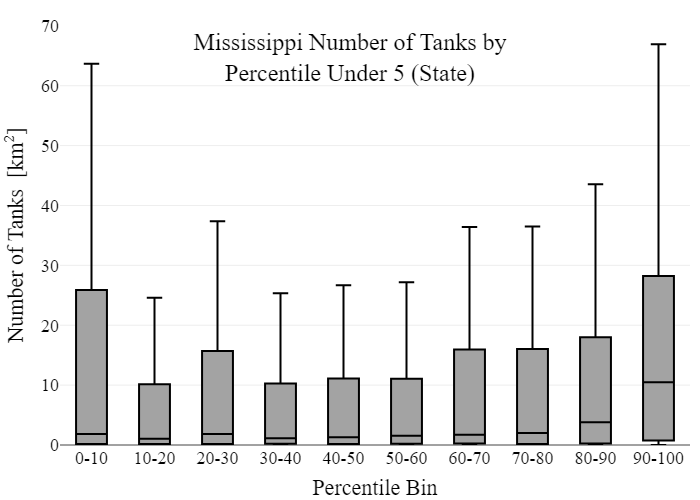 Mississippi Number of Tanks by
Percentile Under 5 (State)
Number of Tanks [km²]
70
60
50
40
30
20
10
0
0-10 10-20 20-30 30-40 40-50 50-60 60-70 70-80 80-90 90-100
Percentile Bin